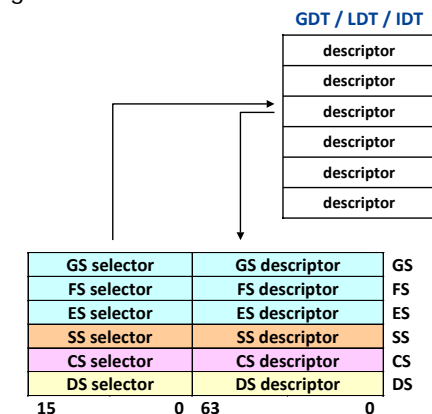 GDT / LDT / IDT
descriptor
descriptor
descriptor
descriptor
descriptor
descriptor
GS selector GS descriptor GS
FS selector FS descriptor FS
ES selector ES descriptor ES
SS selector SS descriptor SS
CS selector CS descriptor CS
DS selector DS descriptor DS
15 0 63 0